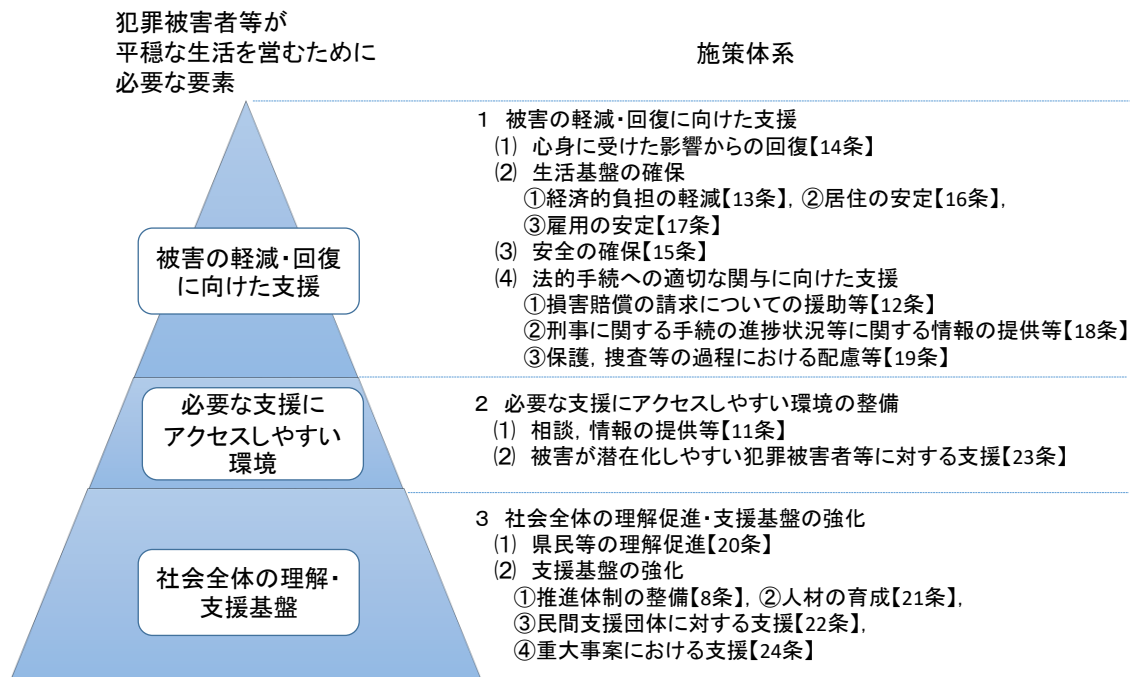 犯罪被害者等が
平穏な生活を営むために
必要な要素
施策体系
被害の軽減・回復
に向けた支援
必要な支援に
アクセスしやすい
環境
社会全体の理解・
支援基盤
1 被害の軽減・回復に向けた支援
⑴ 心身に受けた影響からの回復【14条】
⑵ 生活基盤の確保
①経済的負担の軽減【13条】, ②居住の安定【16条】,
③雇用の安定【17条】
⑶ 安全の確保【15条】
⑷ 法的手続への適切な関与に向けた支援
①損害賠償の請求についての援助等【12条】
②刑事に関する手続の進捗状況等に関する情報の提供等【18条】
③保護, 捜査等の過程における配慮等【19条】
2 必要な支援にアクセスしやすい環境の整備
⑴ 相談, 情報の提供等【11条】
⑵ 被害が潜在化しやすい犯罪被害者等に対する支援【23条】
3 社会全体の理解促進・支援基盤の強化
⑴ 県民等の理解促進【20条】
⑵ 支援基盤の強化
①推進体制の整備【8条】, ②人材の育成【21条】,
③民間支援団体に対する支援【22条】,
④重大事案における支援【24条】